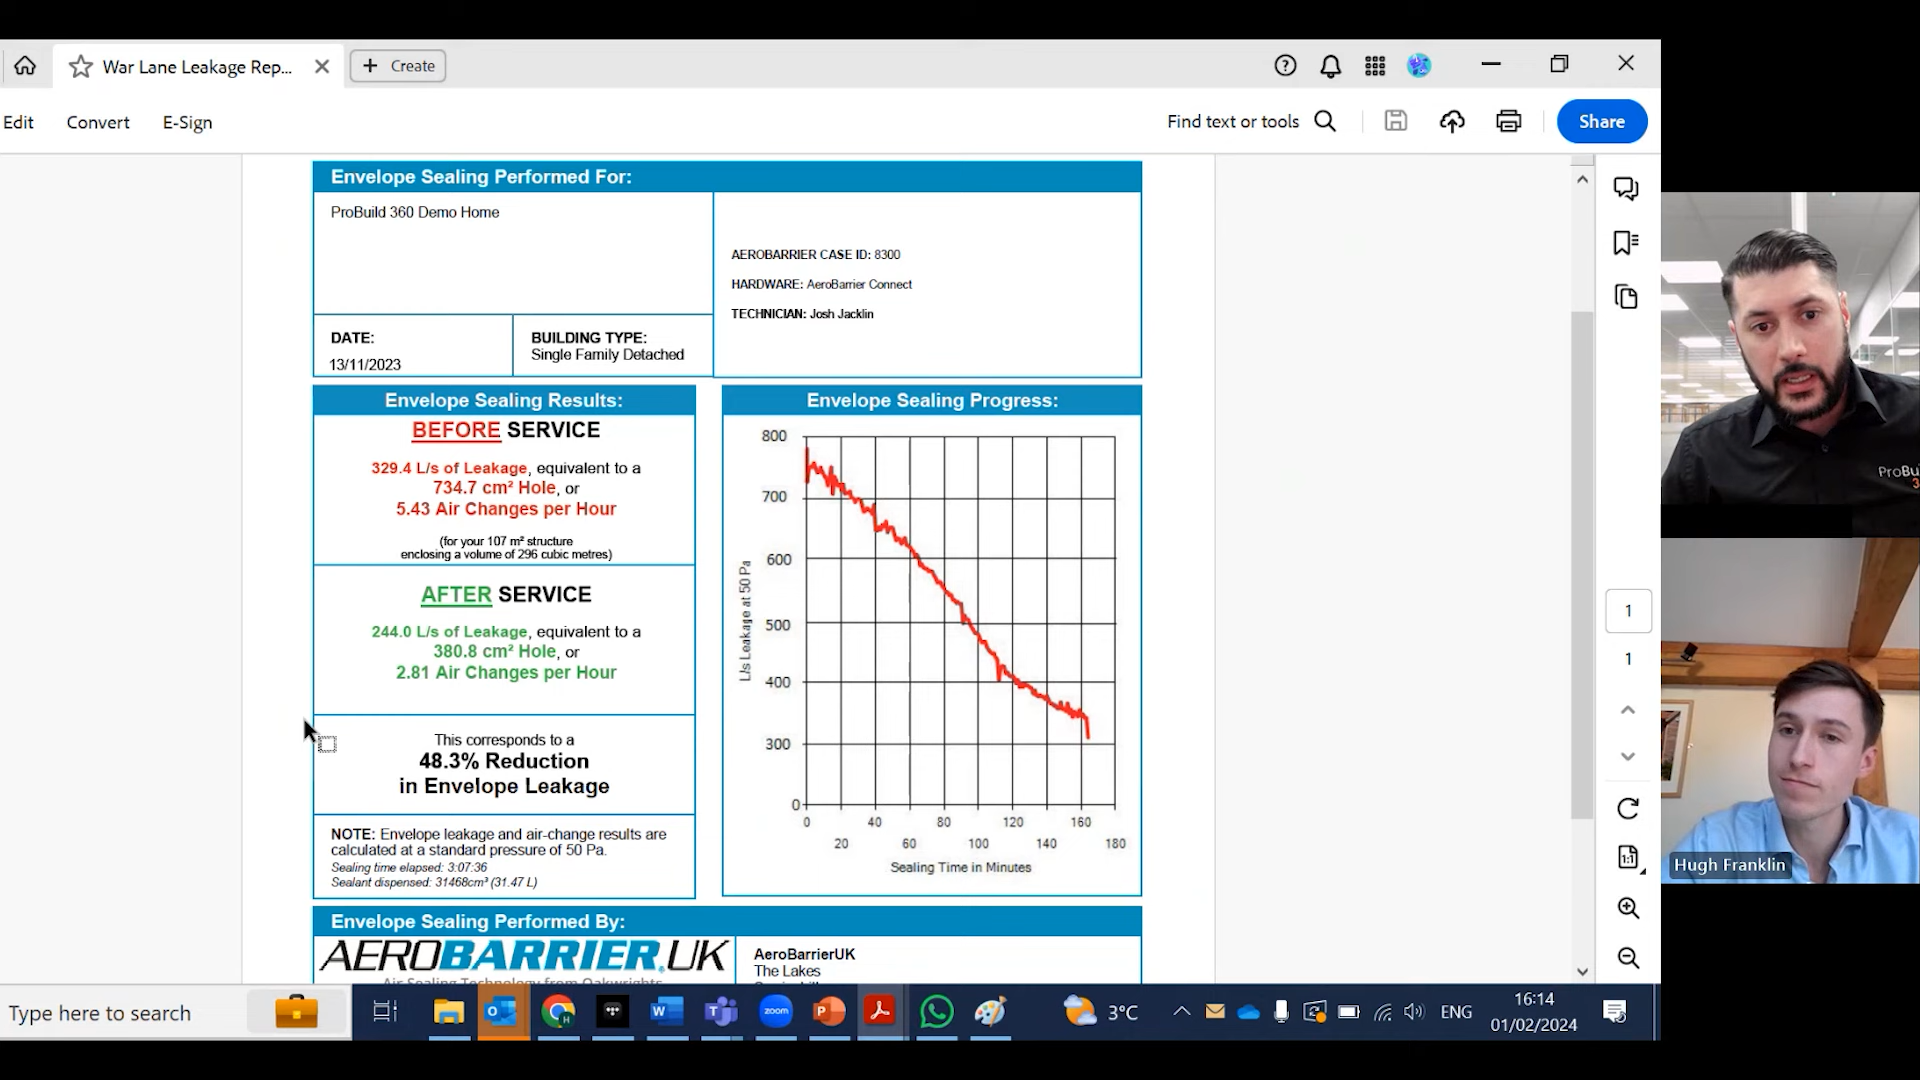 War Lane Leakage Rep...
Create
Edit
Convert
E-Sign
Find text or tools
Share
Envelope Sealing Performed For:
ProBuild 360 Demo Home
AEROBARRIER CASE ID: 8300
HARDWARE: AeroBarrier Connect
TECHNICIAN: Josh Jacklin
DATE:
13/11/2023
BUILDING TYPE:
Single Family Detached
Envelope Sealing Results:
BEFORE SERVICE
329.4 L/s of Leakage, equivalent to a
734.7 cm² Hole, or
5.43 Air Changes per Hour
(for your 107 m² structure
enclosing a volume of 296 cubic metres)
AFTER SERVICE
244.0 L/s of Leakage, equivalent to a
380.8 cm² Hole, or
2.81 Air Changes per Hour
This corresponds to a
48.3% Reduction
in Envelope Leakage
NOTE: Envelope leakage and air-change results are
calculated at a standard pressure of 50 Pa.
Sealing time elapsed: 3:07:36
Sealant dispensed: 31468cm³ (31.47 L)
Envelope Sealing Progress:
L/s Leakage at 50 Pa
800
700
600
500
400
300
0
0 40 80 120 160
20 60 100 140 180
Sealing Time in Minutes
Envelope Sealing Performed By:
AEROBARRIER.UK
Air Sealing Technology from Oakwrights
AeroBarrierUK
The Lakes
1
1
ProBu
3
Hugh Franklin
Type here to search
zoom
3°C
ENG
16:14
01/02/2024